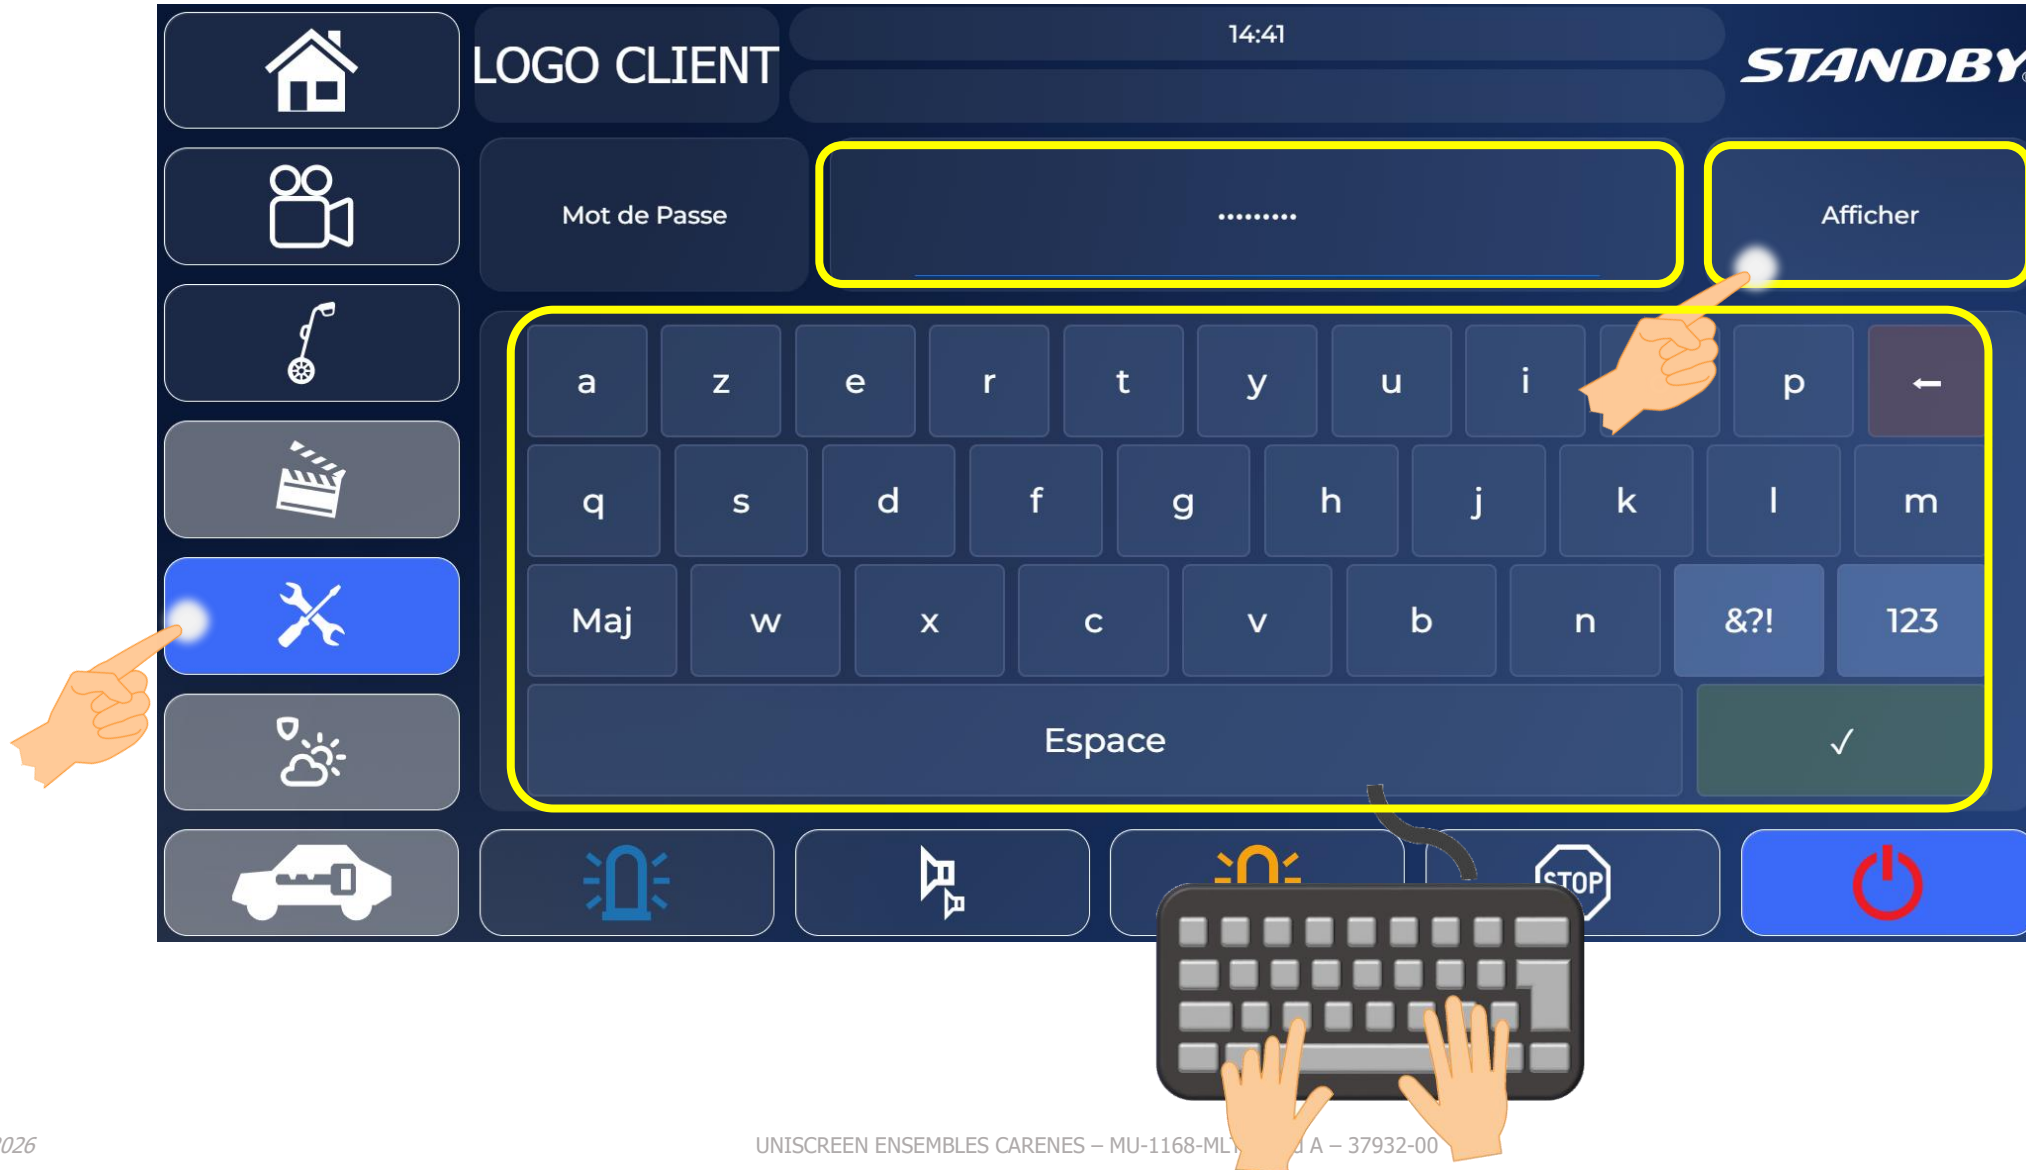 14:41
LOGO CLIENT
STANDBY
Mot de Passe ········· Afficher
a z e r t y u i p ←
q s d f g h j k l m
Maj w x c v b n &?! 123
Espace ✓
STOP
2026
UNISCREEN ENSEMBLES CARENES – MU-1168-ML A – 37932-00